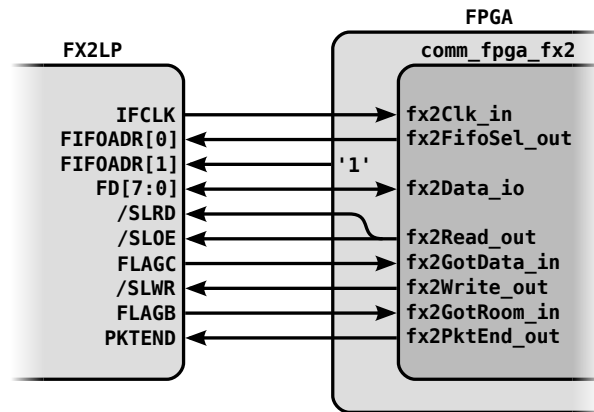 FPGA
FX2LP
comm_fpga_fx2
IFCLK
fx2Clk_in
FIFOADR[0]
fx2FifoSel_out
FIFOADR[1]
'1'
FD[7:0]
fx2Data_io
/SLRD
/SLOE
fx2Read_out
FLAGC
fx2GotData_in
/SLWR
fx2Write_out
FLAGB
fx2GotRoom_in
PKTEND
fx2PktEnd_out